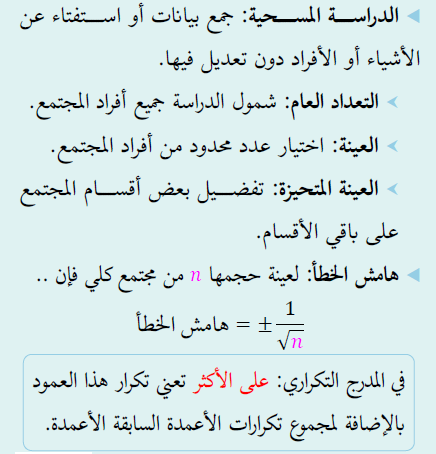 الدراسة المسحية: جمع بيانات أو استفتاء عن
الأشياء أو الأفراد دون تعديل فيها.
التعداد العام: شمول الدراسة جميع أفراد المجتمع.
العينة: اختيار عدد محدود من أفراد المجتمع.
العينة المتحيزة: تفضيل بعض أقسام المجتمع
على باقي الأقسام.
هامش الخطأ: لعينة حجمها n من مجتمع كلي فإن ..
هامش الخطأ = ± 1/√n
في المدرج التكراري: على الأكثر تعني تكرار هذا العمود
بالإضافة لمجموع تكرارات الأعمدة السابقة الأعمدة.